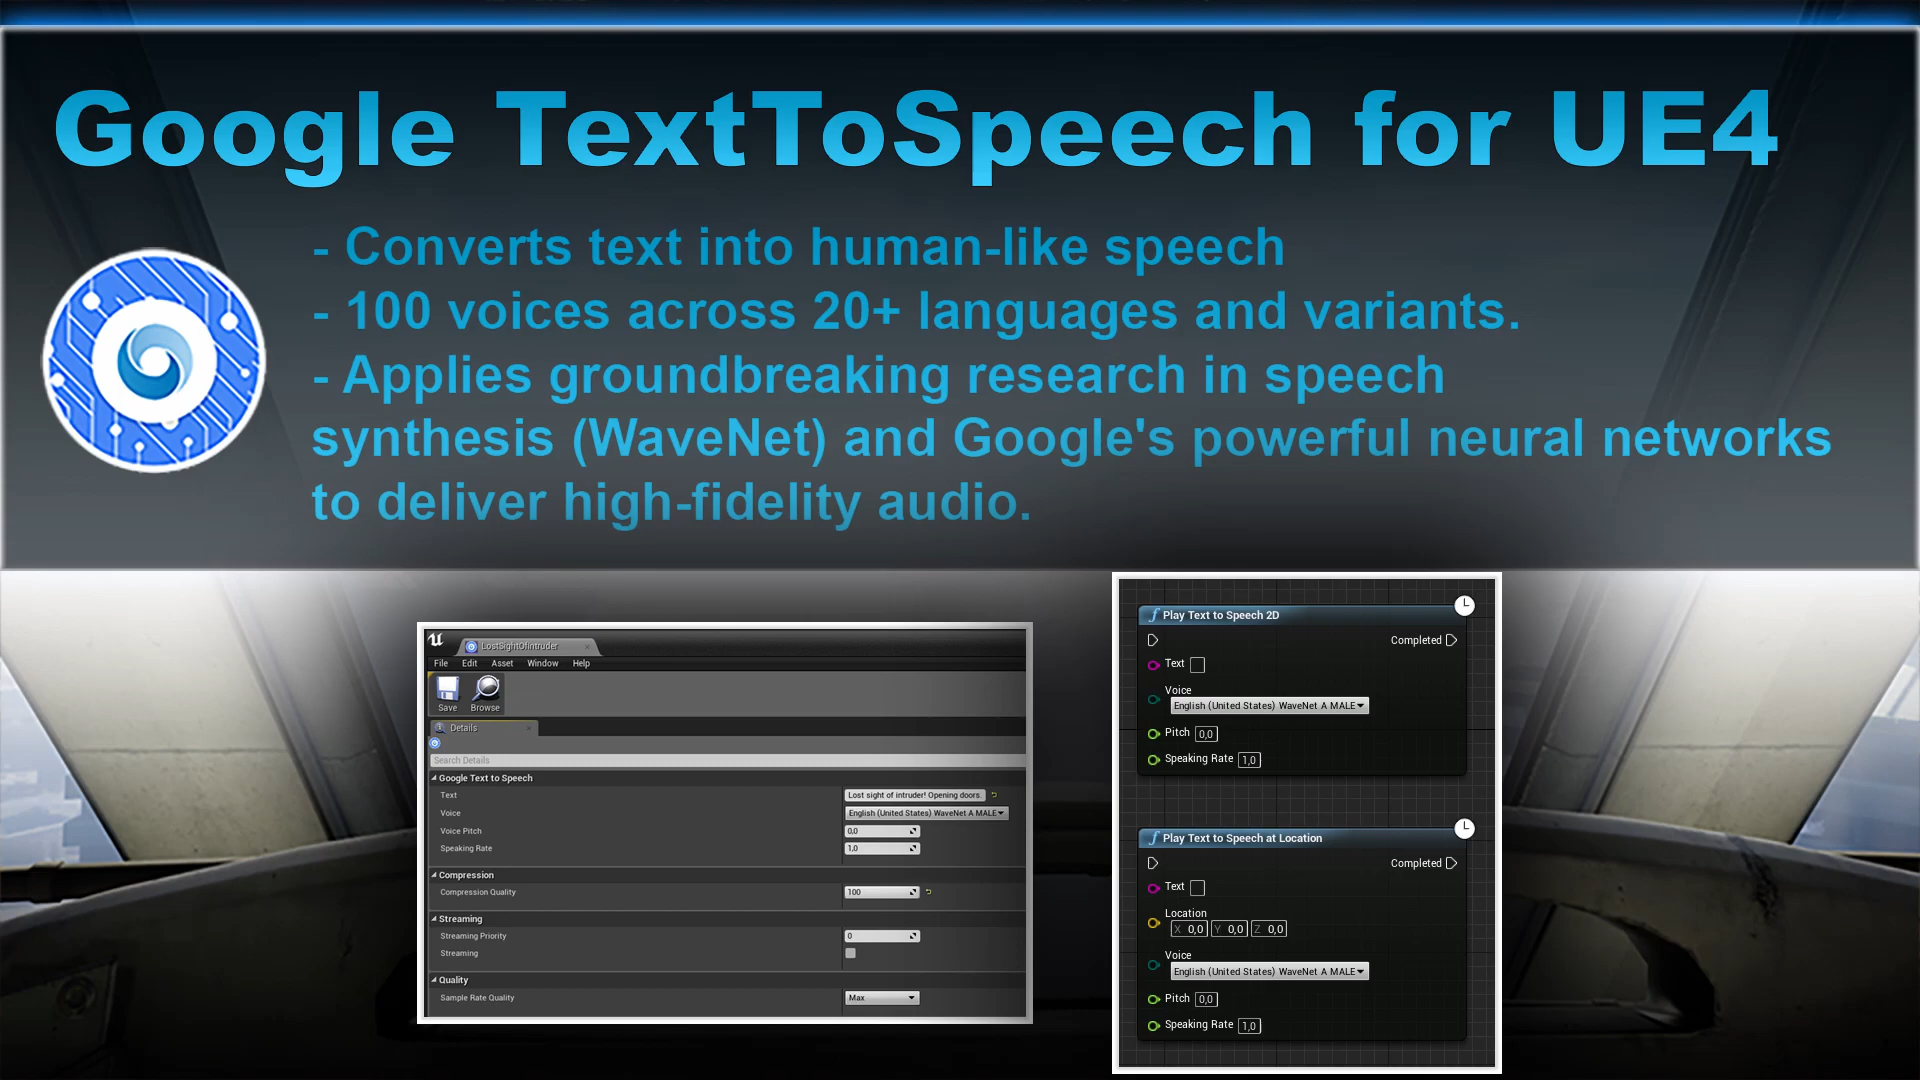 Google TextToSpeech for UE4
- Converts text into human-like speech
- 100 voices across 20+ languages and variants.
- Applies groundbreaking research in speech
synthesis (WaveNet) and Google's powerful neural networks
to deliver high-fidelity audio.
LostSightOfIntruder
File Edit Asset Window Help
Save Browse
Details
Search Details
Google Text to Speech
Text Lost sight of intruder! Opening doors.
Voice English (United States) WaveNet A MALE
Voice Pitch 0,0
Speaking Rate 1,0
Compression
Compression Quality 100
Streaming
Streaming Priority 0
Streaming
Quality
Sample Rate Quality Max
f Play Text to Speech 2D
Completed
Text
Voice
English (United States) WaveNet A MALE
Pitch 0,0
Speaking Rate 1,0
f Play Text to Speech at Location
Completed
Text
Location
X 0,0 Y 0,0 Z 0,0
Voice
English (United States) WaveNet A MALE
Pitch 0,0
Speaking Rate 1,0